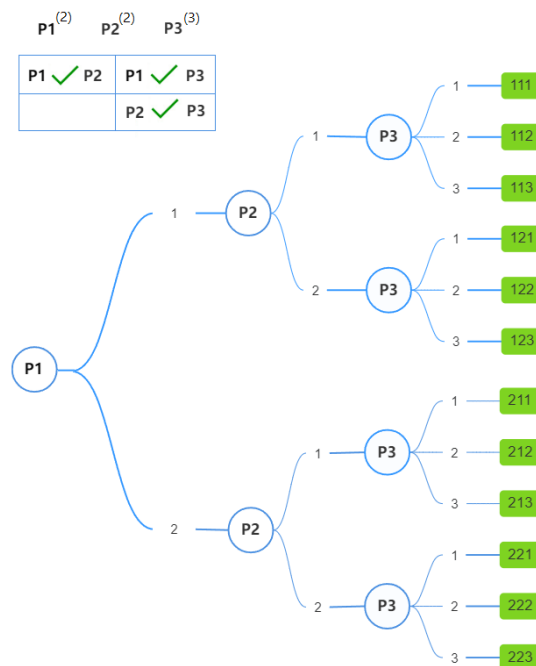 P1(2) P2(2) P3(3)
P1 ✓ P2 P1 ✓ P3
P2 ✓ P3
1 111
1 P3 2 112
3 113
1 P2
1 121
2 P3 2 122
3 123
P1
1 211
1 P3 2 212
3 213
2 P2
1 221
2 P3 2 222
3 223